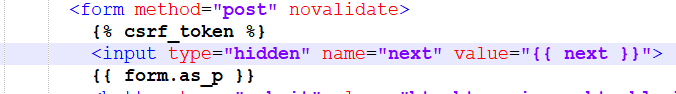 <form method="post" novalidate>
{% csrf_token %}
<input type="hidden" name="next" value="{{ next }}">
{{ form.as_p }}